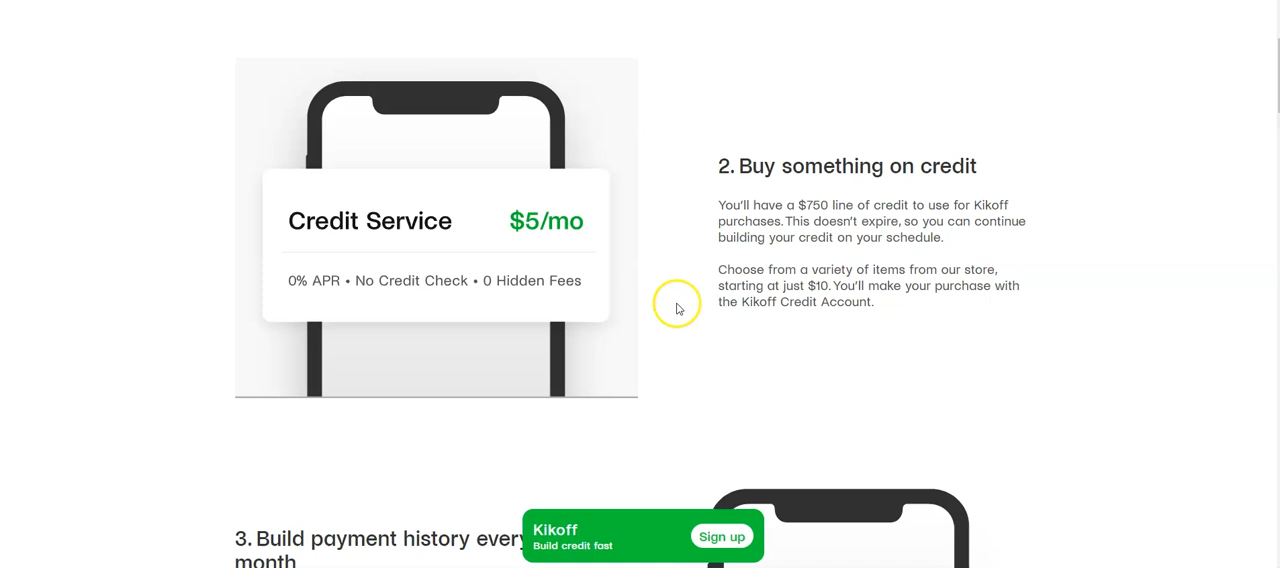 Credit Service $5/mo
0% APR • No Credit Check • 0 Hidden Fees
2. Buy something on credit
You'll have a $750 line of credit to use for Kikoff
purchases. This doesn't expire, so you can continue
building your credit on your schedule.
Choose from a variety of items from our store,
starting at just $10. You'll make your purchase with
the Kikoff Credit Account.
3. Build payment history every
month
Kikoff
Build credit fast
Sign up